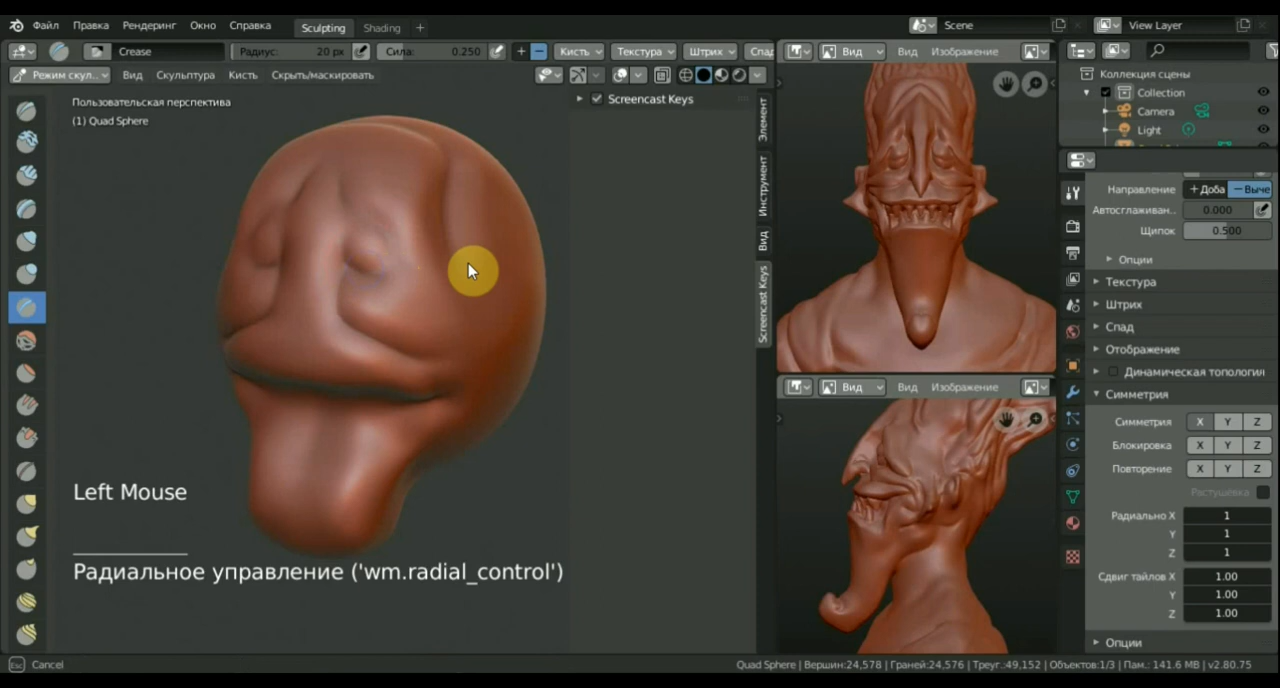 Файл Правка Рендеринг Окно Справка Sculpting Shading + Scene View Layer
Crease Радиус: 20 px Сила: 0.250 Кисть Текстура Штрих Спад
Вид Вид Изображение
Режим скул.. Вид Скульптура Кисть Скрыть/маскировать
Коллекция сцены
Collection
Camera
Light
Пользовательская перспектива
(1) Quad Sphere
Screencast Keys
Элемент
Инструмент
Вид
Screencast Keys
Направление + Доба — Выче
Автосглаживан.. 0.000
Щипок 0.500
Опции
Текстура
Штрих
Спад
Отображение
Динамическая топология
Симметрия
Симметрия X Y Z
Блокировка X Y Z
Повторение X Y Z
Растушевка
Радиально X 1
Y 1
Z 1
Сдвиг тайлов X 1.00
Y 1.00
Z 1.00
Опции
Вид Вид Изображение
Left Mouse
Радиальное управление ('wm.radial_control')
Esc Cancel
Quad Sphere | Вершин:24,578 | Граней:24,576 | Треуг.:49,152 | Объектов:1/3 | Пам.: 141.6 MB | v2.80.75